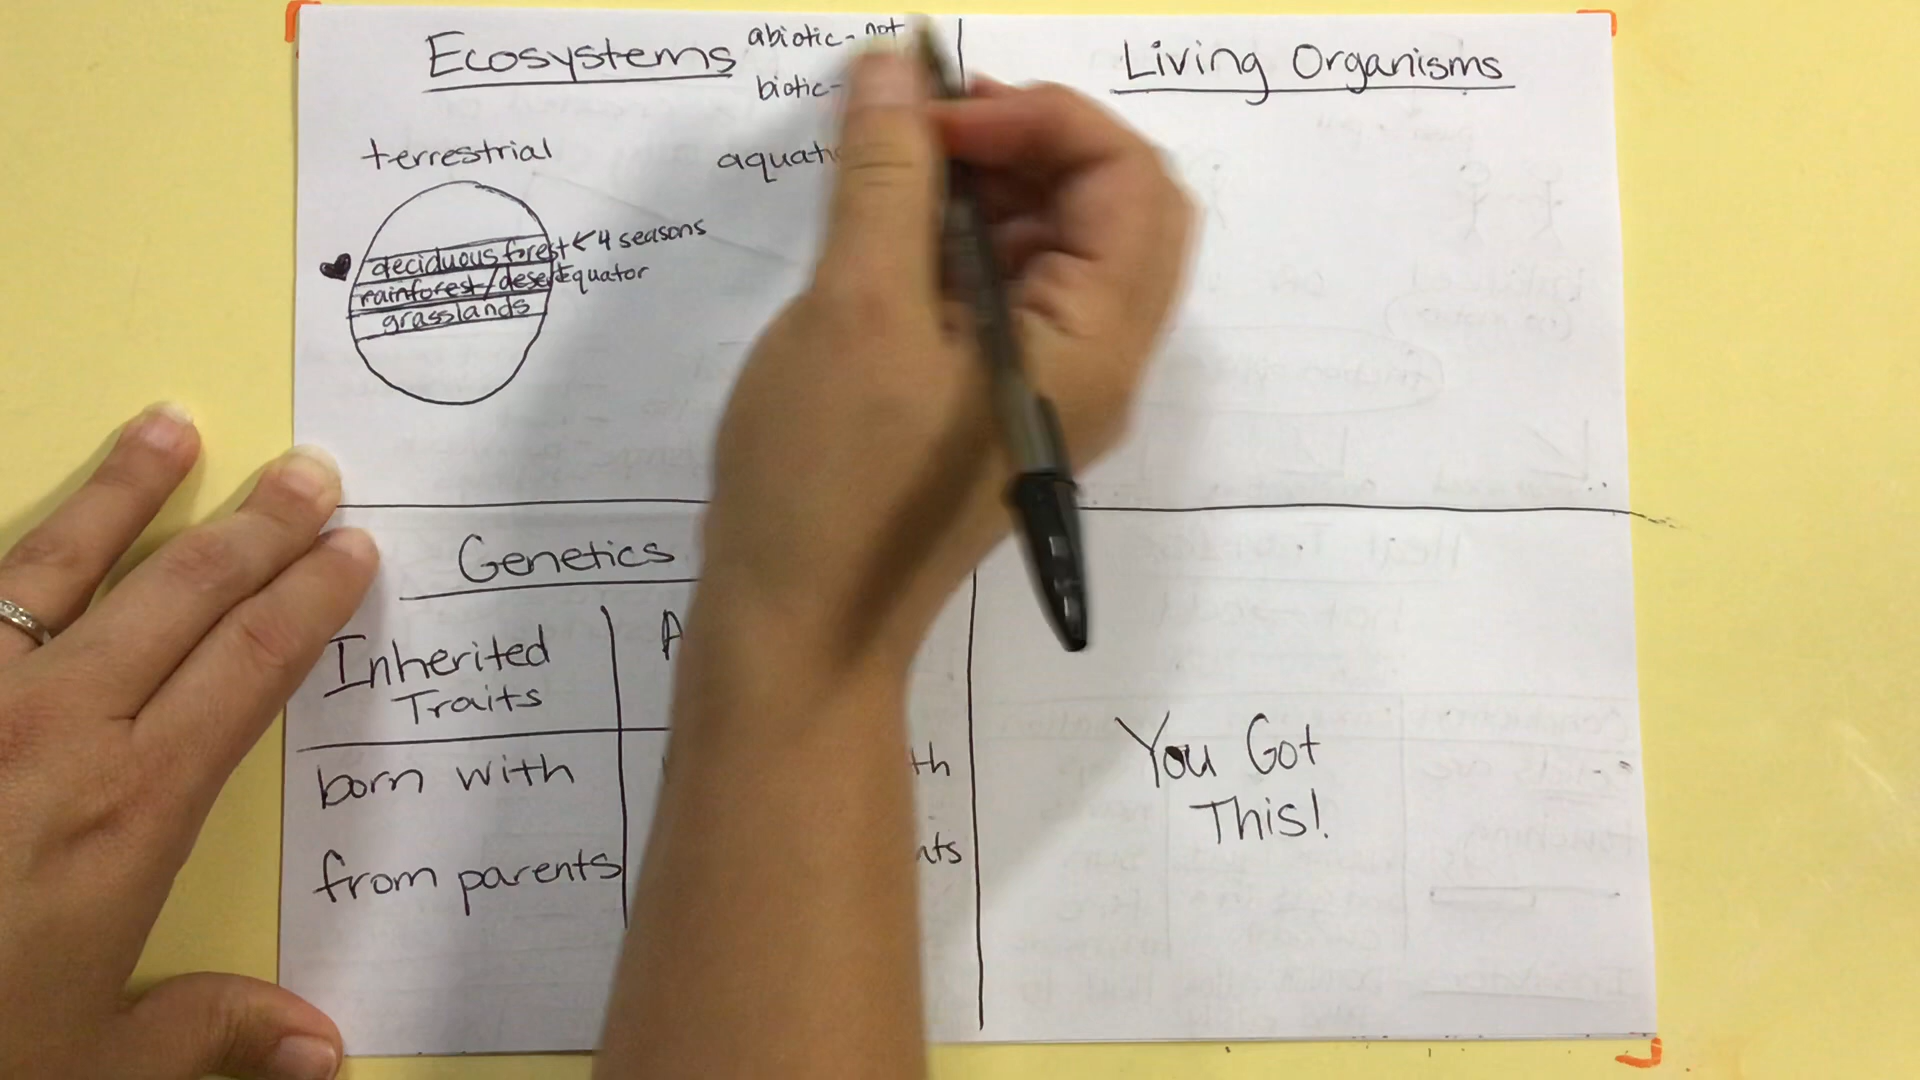 Ecosystems
abiotic- not
biotic-
terrestrial
deciduous forest ← 4 seasons
rainforest/desert Equator
grasslands
Living Organisms
Genetics
Inherited
Traits
born with
from parents
You Got
This!